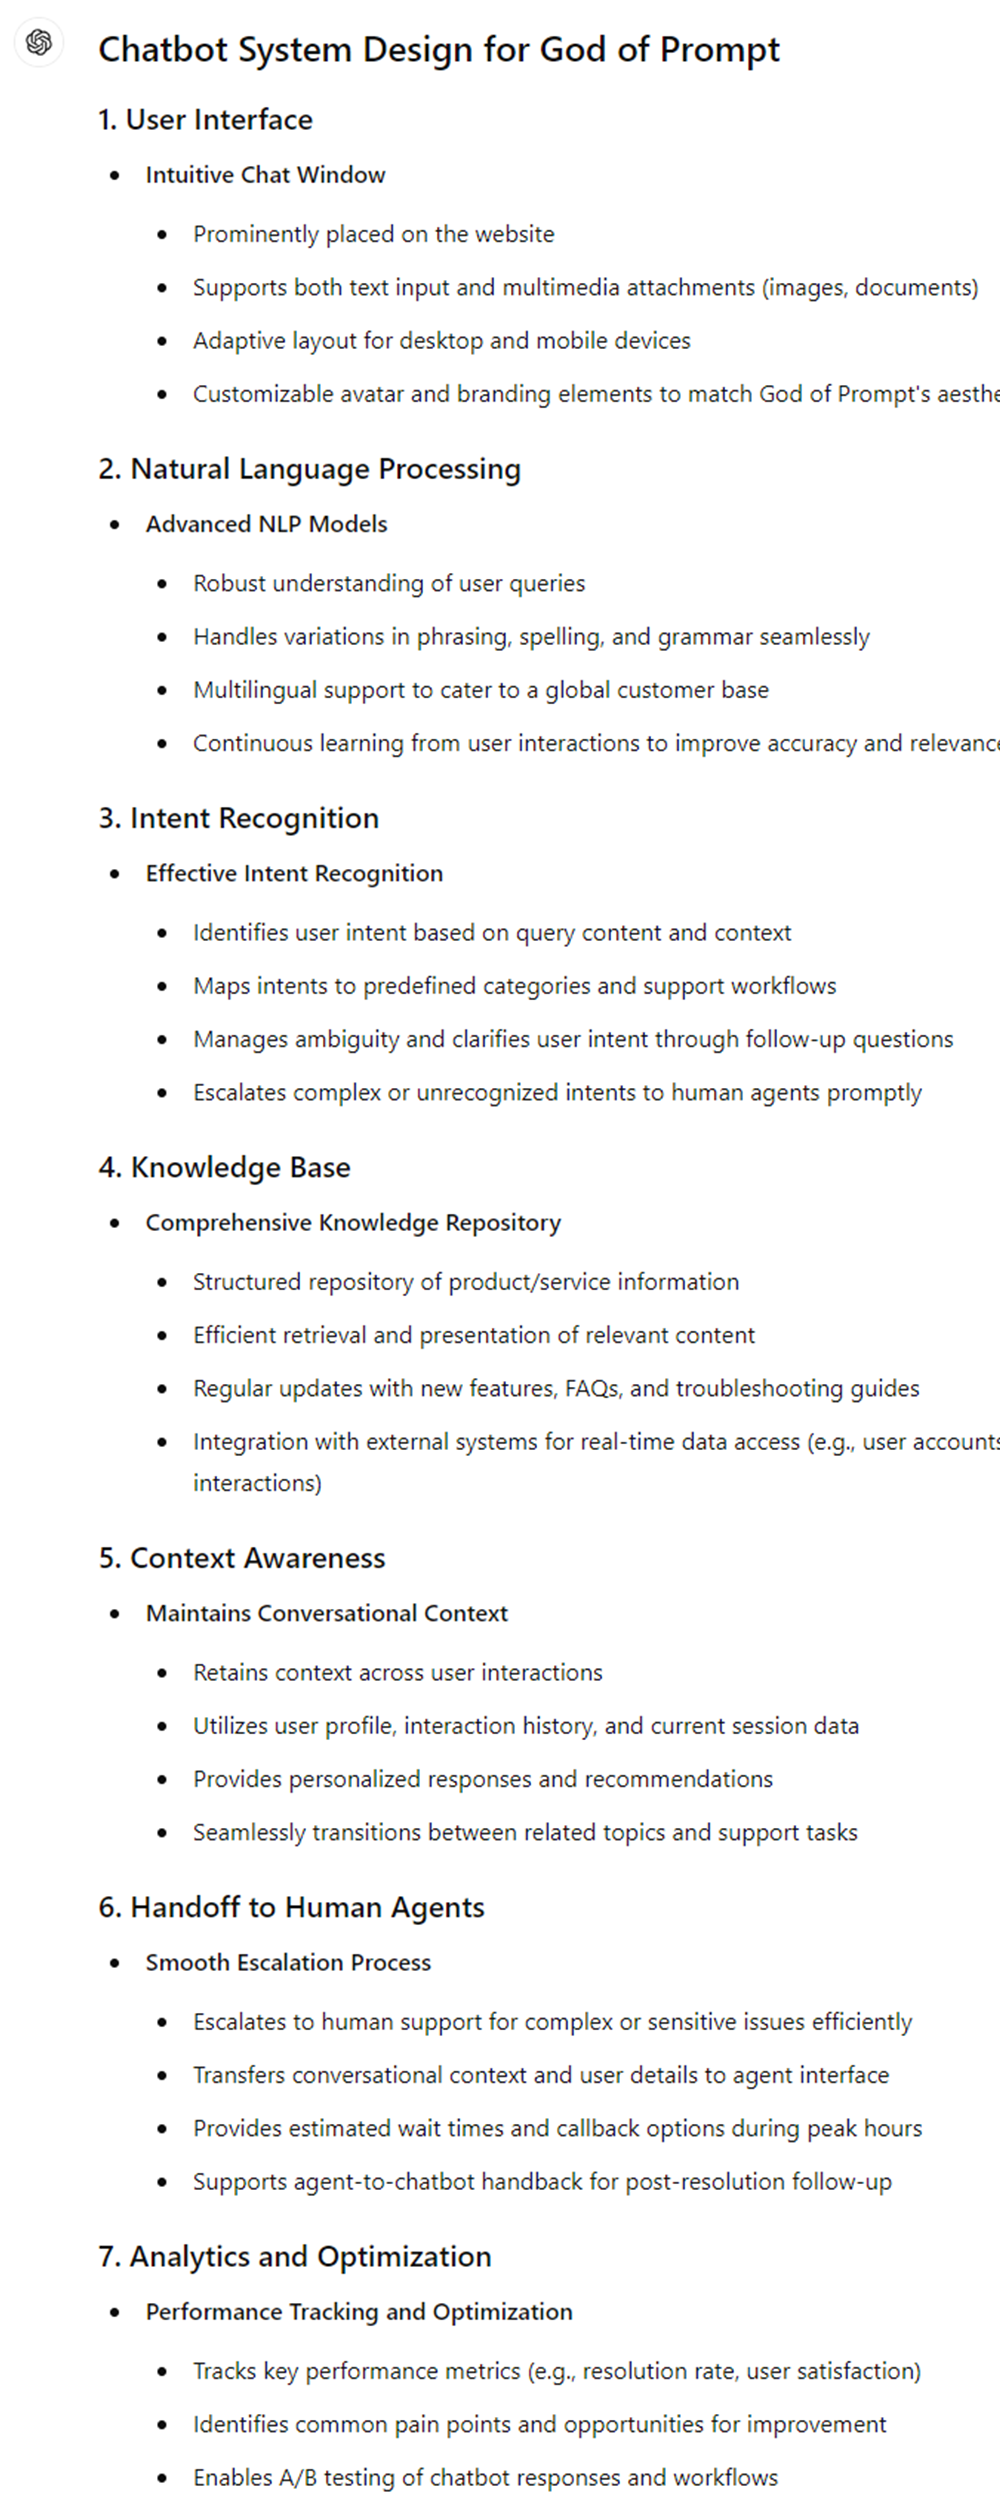 Chatbot System Design for God of Prompt
1. User Interface
Intuitive Chat Window
Prominently placed on the website
Supports both text input and multimedia attachments (images, documents)
Adaptive layout for desktop and mobile devices
Customizable avatar and branding elements to match God of Prompt's
2. Natural Language Processing
Advanced NLP Models
Robust understanding of user queries
Handles variations in phrasing, spelling, and grammar seamlessly
Multilingual support to cater to a global customer base
Continuous learning from user interactions to improve accuracy and relevance
3. Intent Recognition
Effective Intent Recognition
Identifies user intent based on query content and context
Maps intents to predefined categories and support workflows
Manages ambiguity and clarifies user intent through follow-up questions
Escalates complex or unrecognized intents to human agents promptly
4. Knowledge Base
Comprehensive Knowledge Repository
Structured repository of product/service information
Efficient retrieval and presentation of relevant content
Regular updates with new features, FAQs, and troubleshooting guides
Integration with external systems for real-time data access (e.g., user accounts
interactions)
5. Context Awareness
Maintains Conversational Context
Retains context across user interactions
Utilizes user profile, interaction history, and current session data
Provides personalized responses and recommendations
Seamlessly transitions between related topics and support tasks
6. Handoff to Human Agents
Smooth Escalation Process
Escalates to human support for complex or sensitive issues efficiently
Transfers conversational context and user details to agent interface
Provides estimated wait times and callback options during peak hours
Supports agent-to-chatbot handback for post-resolution follow-up
7. Analytics and Optimization
Performance Tracking and Optimization
Tracks key performance metrics (e.g., resolution rate, user satisfaction)
Identifies common pain points and opportunities for improvement
Enables A/B testing of chatbot responses and workflows